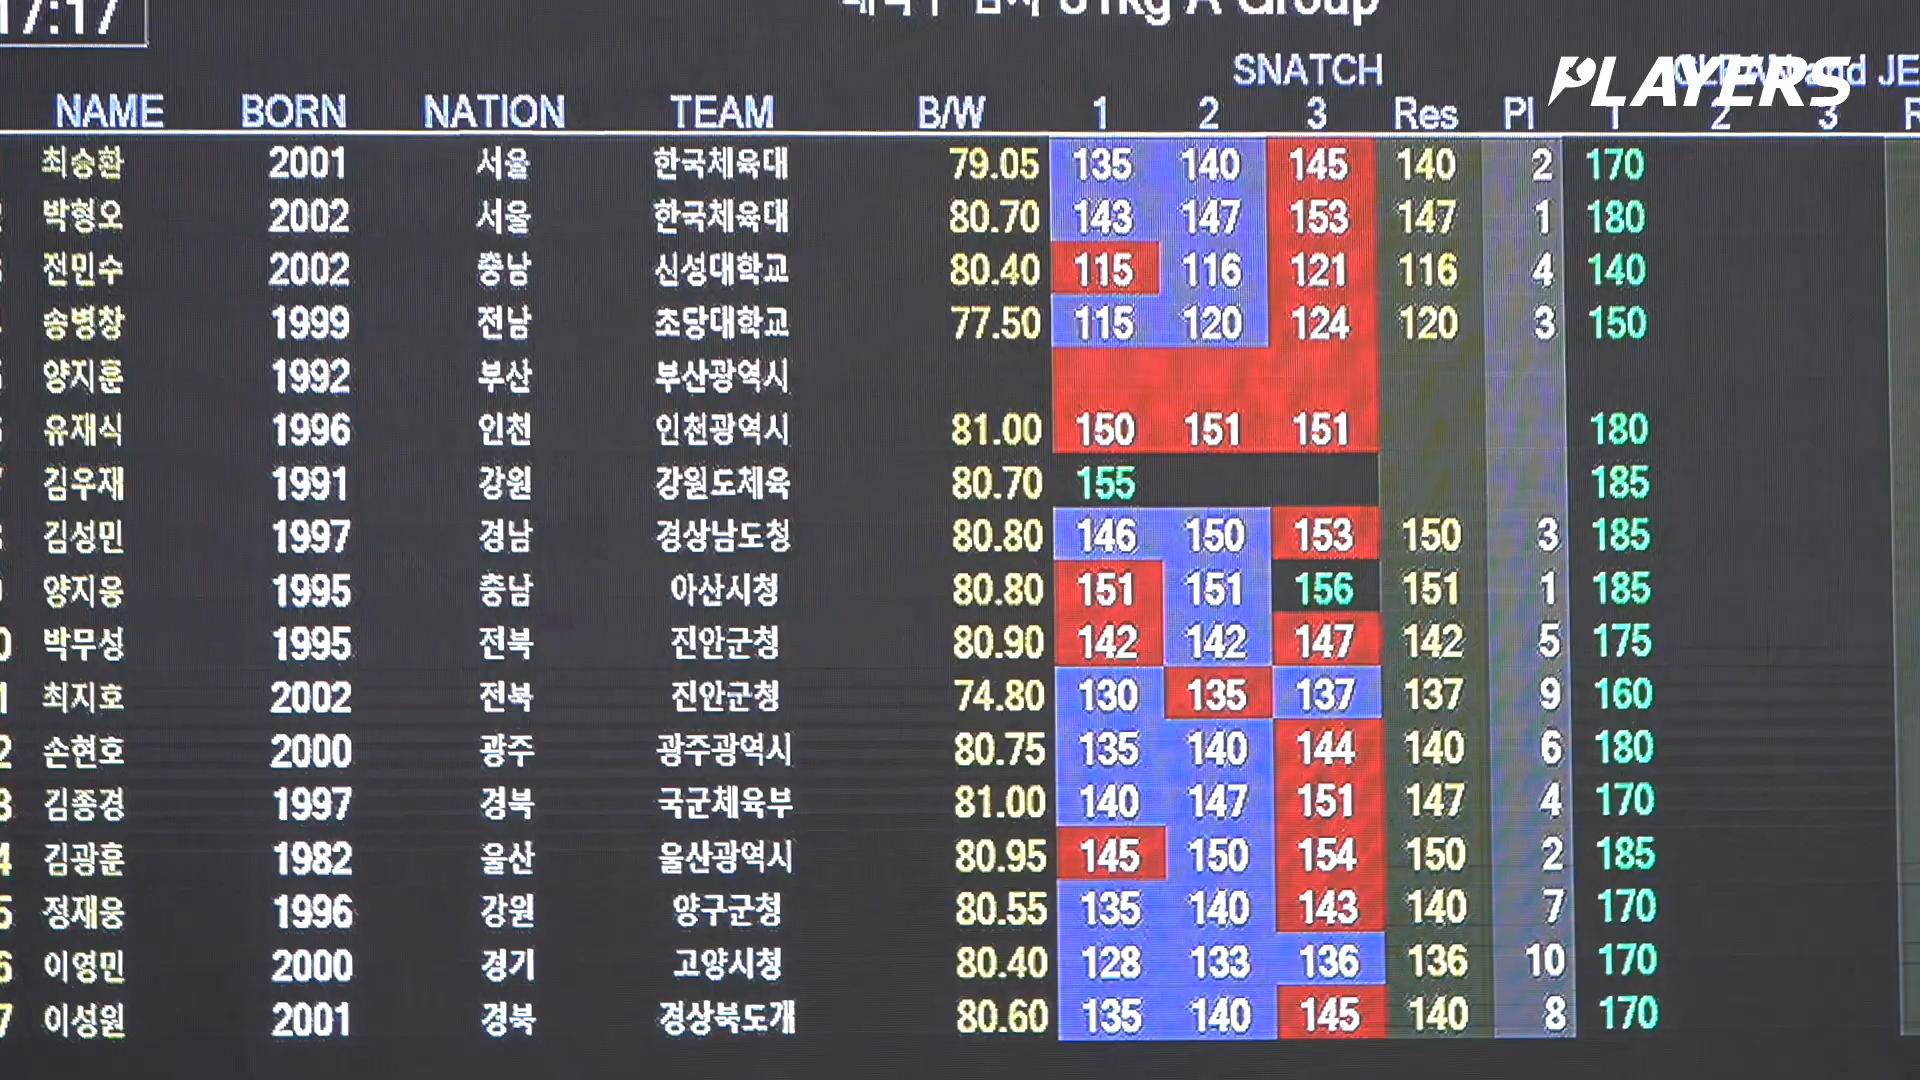 17:17
81kg A Group
SNATCH
PLAYERS
and JE
NAME BORN NATION TEAM B/W 1 2 3 Res Pl 1 2 3 R
최승환 2001 서울 한국체육대 79.05 135 140 145 140 2 170
박형오 2002 서울 한국체육대 80.70 143 147 153 147 1 180
전민수 2002 충남 신성대학교 80.40 115 116 121 116 4 140
송병창 1999 전남 초당대학교 77.50 115 120 124 120 3 150
양지훈 1992 부산 부산광역시
유재식 1996 인천 인천광역시 81.00 150 151 151 180
김우재 1991 강원 강원도체육 80.70 155 185
김성민 1997 경남 경상남도청 80.80 146 150 153 150 3 185
양지웅 1995 충남 아산시청 80.80 151 151 156 151 1 185
0 박무성 1995 전북 진안군청 80.90 142 142 147 142 5 175
1 최지호 2002 전북 진안군청 74.80 130 135 137 137 9 160
2 손현호 2000 광주 광주광역시 80.75 135 140 144 140 6 180
3 김종경 1997 경북 국군체육부 81.00 140 147 151 147 4 170
4 김광훈 1982 울산 울산광역시 80.95 145 150 154 150 2 185
5 정재웅 1996 강원 양구군청 80.55 135 140 143 140 7 170
6 이영민 2000 경기 고양시청 80.40 128 133 136 136 10 170
7 이성원 2001 경북 경상북도개 80.60 135 140 145 140 8 170